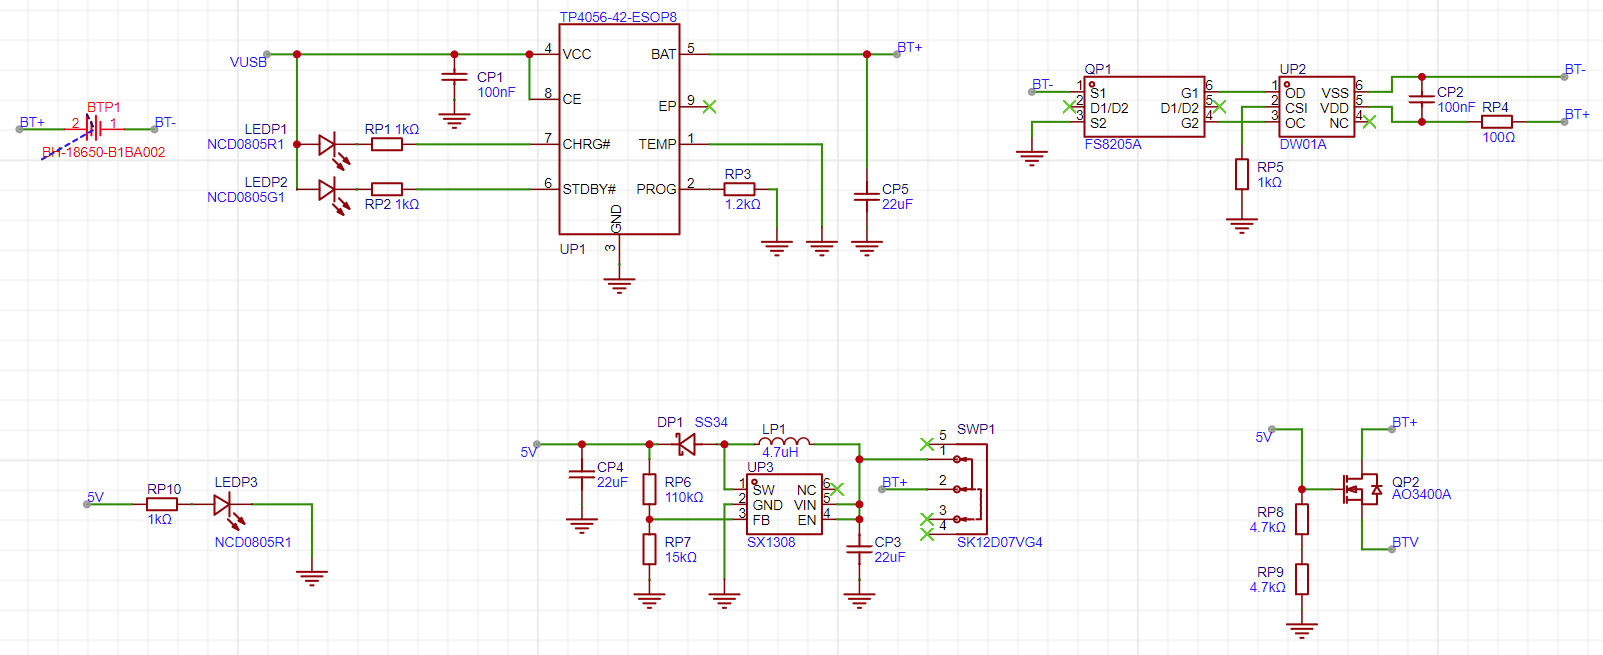 TP4056-42-ESOP8
VUSB
4 VCC
BAT 5
BT+
CP1
100nF
8 CE
EP 9
BTP1
BT+ 2 1 BT-
BH-18650-B1BA002
LEDP1
NCD0805R1
RP1 1kΩ
7 CHRG#
TEMP 1
LEDP2
NCD0805G1
RP2 1kΩ
6 STDBY#
PROG 2
RP3
1.2kΩ
CP5
22uF
GND
3
UP1
QP1
BT-
1 S1
2 D1/D2
3 S2
G1 6
D1/D2 5
G2 4
FS8205A
UP2
1 OD
2 CSI
3 OC
VSS 6
VDD 5
NC 4
DW01A
BT-
CP2
100nF
RP4
100Ω
BT+
RP5
1kΩ
5V
RP10
1kΩ
LEDP3
NCD0805R1
5V
DP1 SS34
LP1
4.7uH
CP4
22uF
RP6
110kΩ
RP7
15kΩ
UP3
1 SW
2 GND
3 FB
NC 6
VIN 5
EN 4
SX1308
CP3
22uF
SWP1
5
1
BT+ 2
3
4
SK12D07VG4
5V
BT+
QP2
AO3400A
RP8
4.7kΩ
BTV
RP9
4.7kΩ